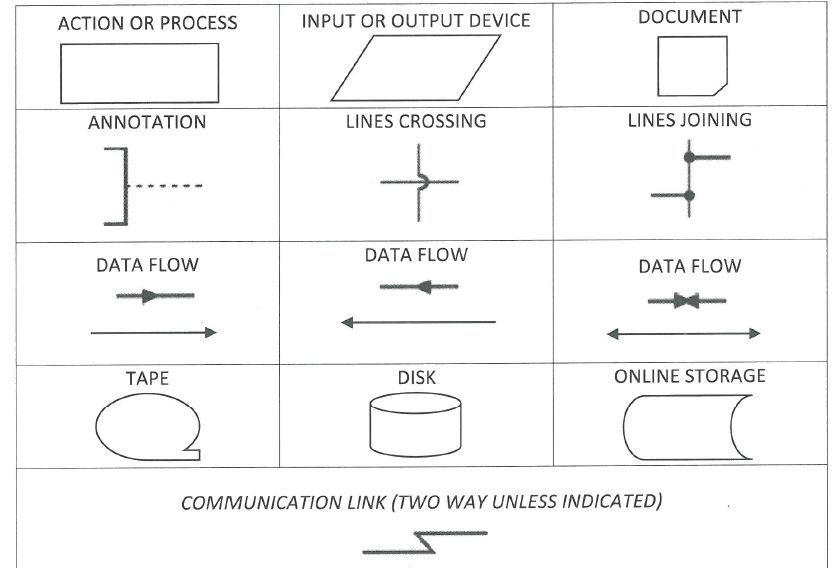 ACTION OR PROCESS
INPUT OR OUTPUT DEVICE
DOCUMENT
ANNOTATION
LINES CROSSING
LINES JOINING
DATA FLOW
DATA FLOW
DATA FLOW
TAPE
DISK
ONLINE STORAGE
COMMUNICATION LINK (TWO WAY UNLESS INDICATED)